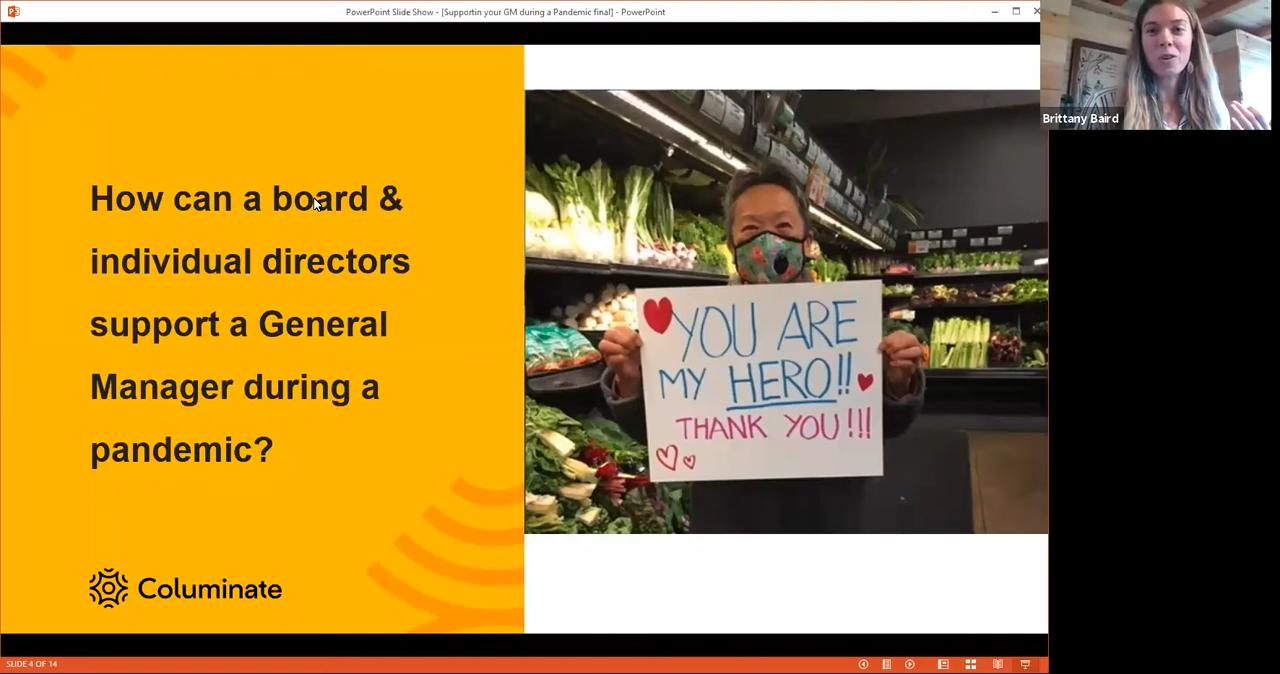 PowerPoint Slide Show - [Supportin your GM during a Pandemic final] - PowerPoint
Brittany Baird
How can a board &
individual directors
support a General
Manager during a
pandemic?
YOU ARE
MY HERO!!
THANK YOU!!!
Columinate
SLIDE 4 OF 14